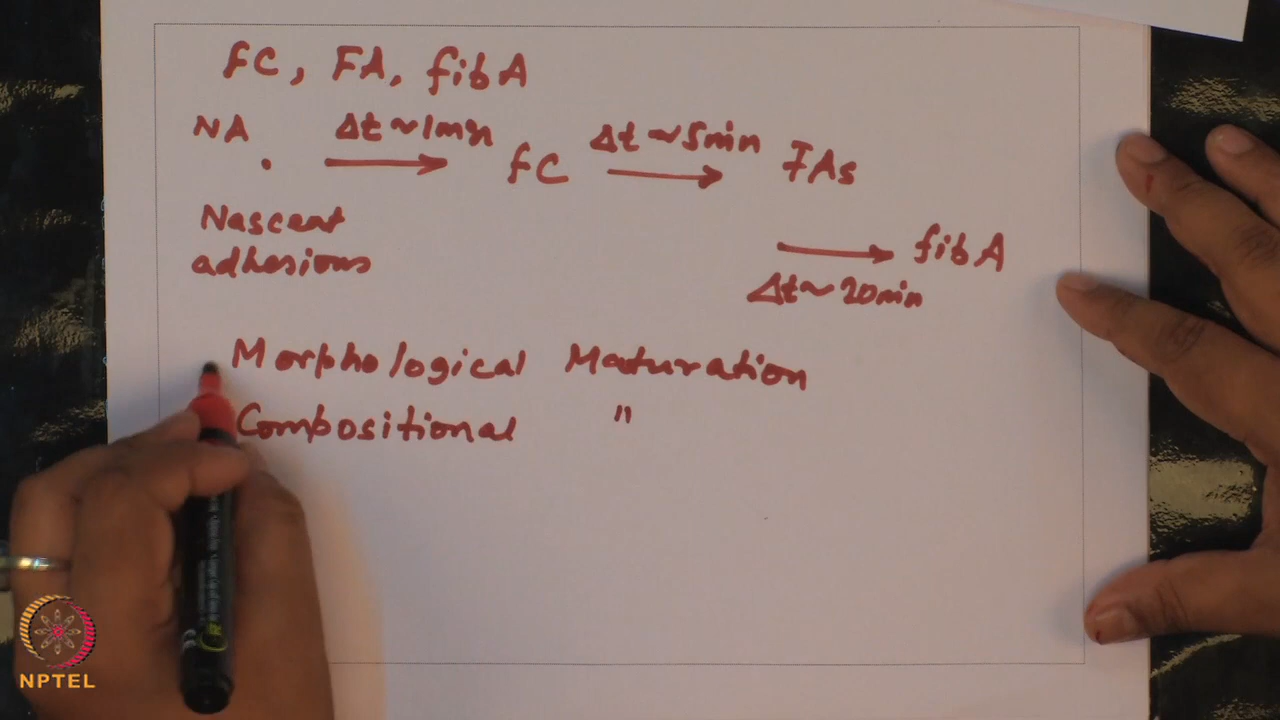 FC, FA, fibA
NA . Δt~1min → FC Δt~5min → FAs
Nascent
adhesions
→ fibA
Δt~20min
Morphological Maturation
Compositional "
NPTEL